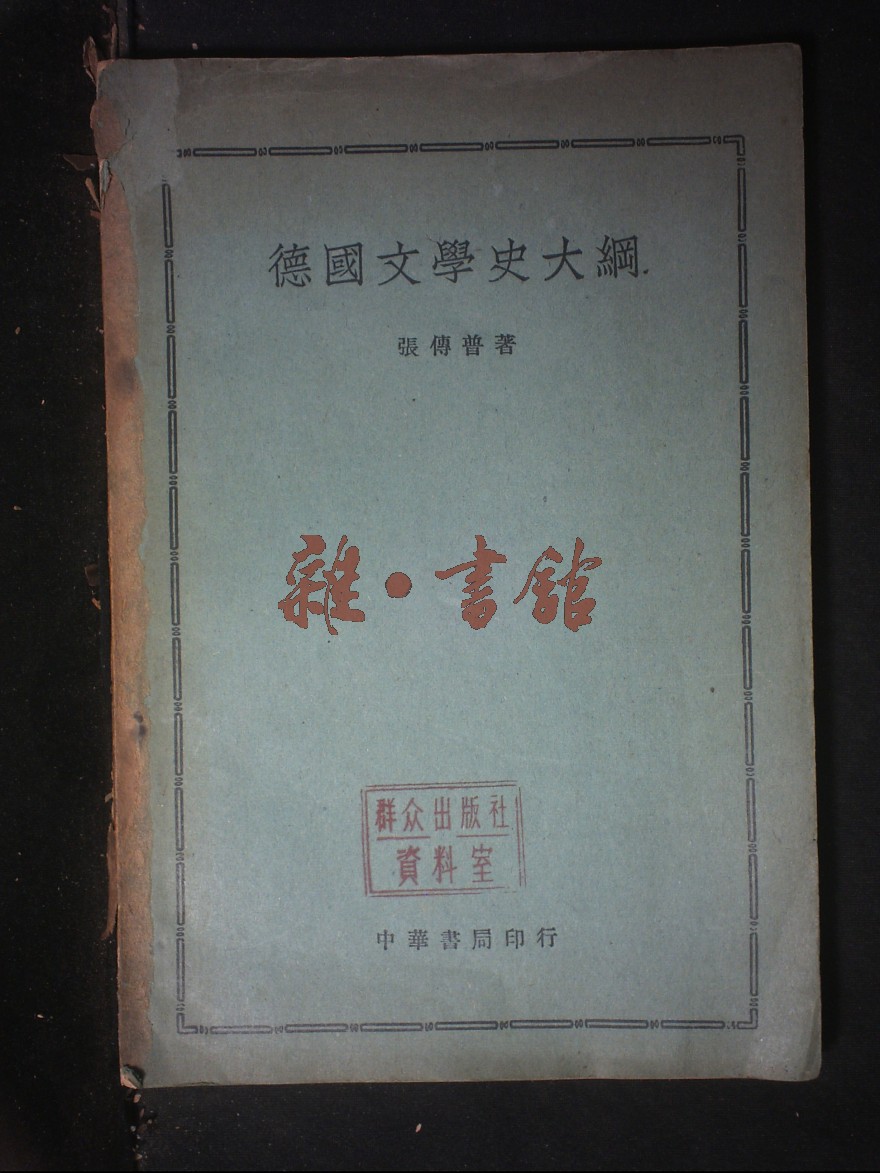 德國文學史大綱
張傳普著
雜·書館
群众出版社
資料室
中華書局印行